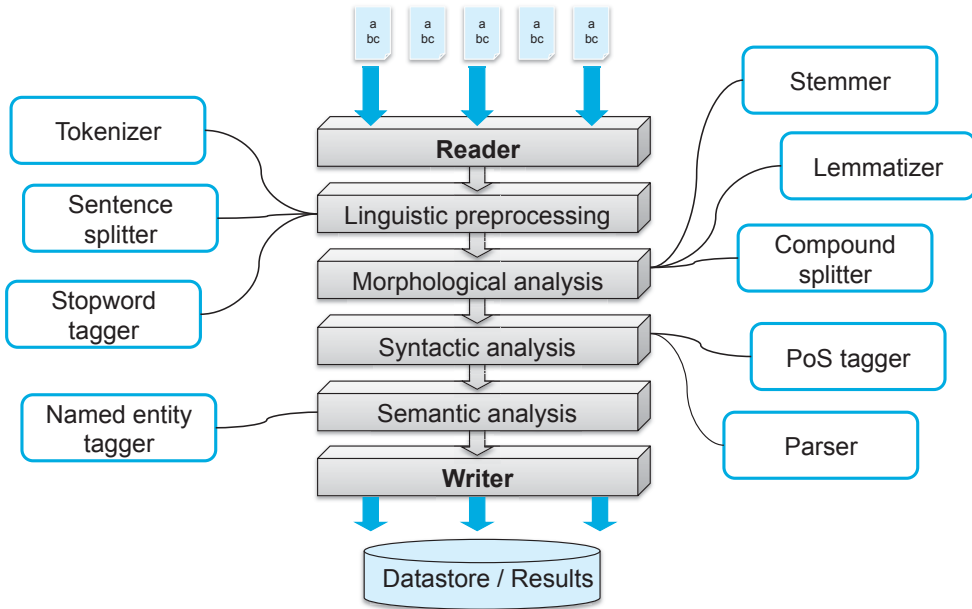 a
bc
a
bc
a
bc
a
bc
a
bc
Reader
Linguistic preprocessing
Morphological analysis
Syntactic analysis
Semantic analysis
Writer
Datastore / Results
Tokenizer
Sentence
splitter
Stopword
tagger
Named entity
tagger
Stemmer
Lemmatizer
Compound
splitter
PoS tagger
Parser